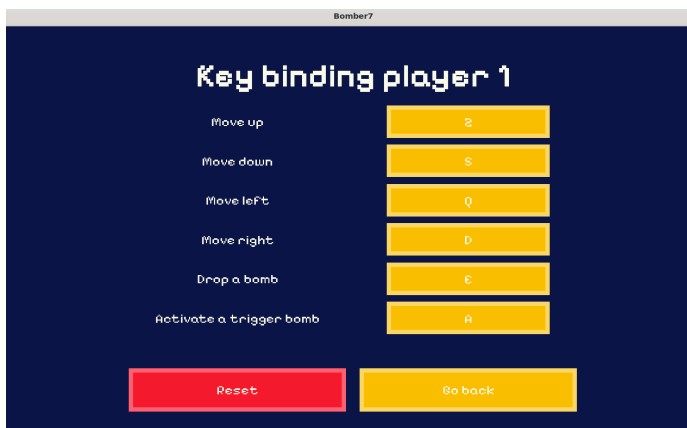 Bomber7
Key binding player 1
Move up Z
Move down S
Move left Q
Move right D
Drop a bomb E
Activate a trigger bomb A
Reset Go back